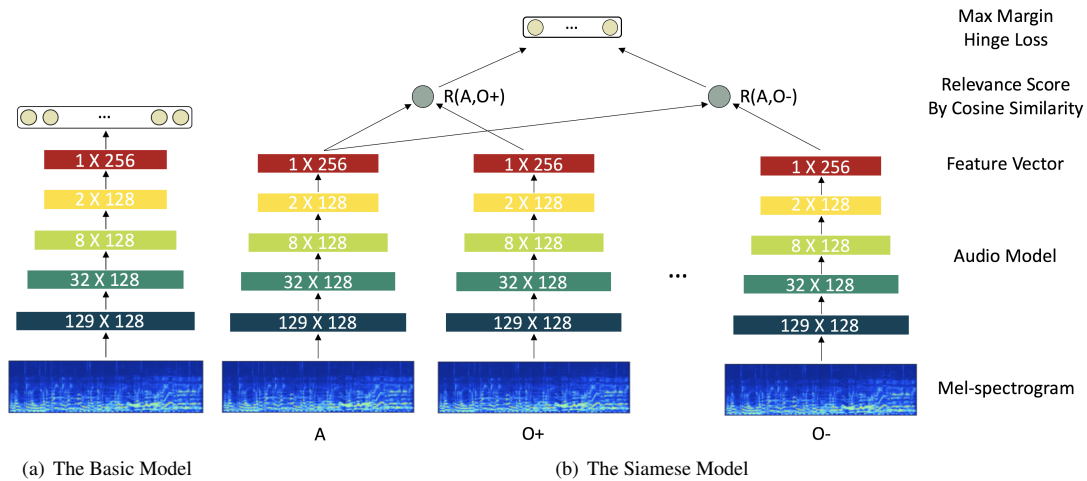 Max Margin
Hinge Loss
...
R(A,O+)
R(A,O-)
Relevance Score
By Cosine Similarity
...
1 X 256
1 X 256
1 X 256
1 X 256
Feature Vector
2 X 128
2 X 128
2 X 128
2 X 128
8 X 128
8 X 128
8 X 128
8 X 128
Audio Model
32 X 128
32 X 128
32 X 128
...
32 X 128
129 X 128
129 X 128
129 X 128
129 X 128
Mel-spectrogram
A
O+
O-
(a) The Basic Model
(b) The Siamese Model